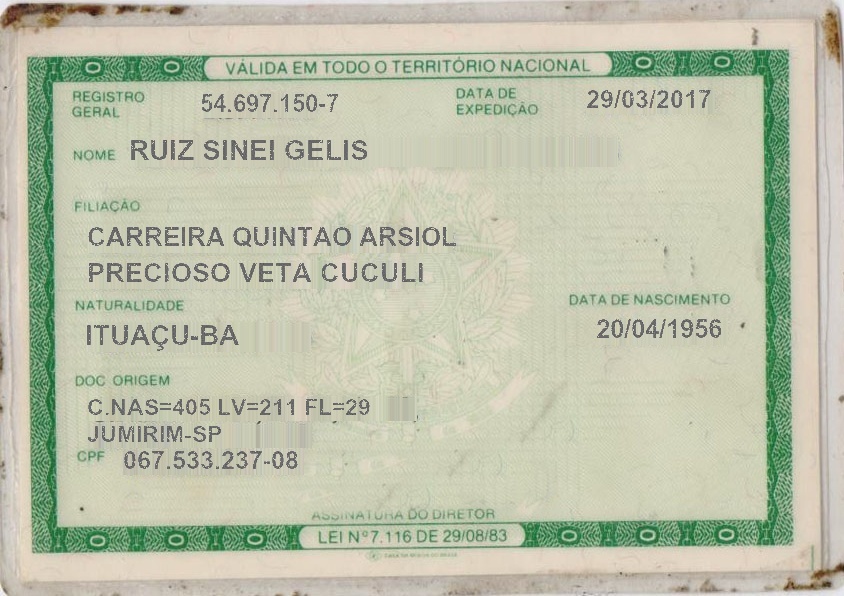 VÁLIDA EM TODO O TERRITÓRIO NACIONAL
REGISTRO GERAL 54.697.150-7 DATA DE EXPEDIÇÃO 29/03/2017
NOME RUIZ SINEI GELIS
FILIAÇÃO
CARREIRA QUINTAO ARSIOL
PRECIOSO VETA CUCULI
NATURALIDADE DATA DE NASCIMENTO
ITUAÇU-BA 20/04/1956
DOC ORIGEM
C.NAS=405 LV=211 FL=29
JUMIRIM-SP
CPF 067.533.237-08
ASSINATURA DO DIRETOR
LEI Nº 7.116 DE 29/08/83